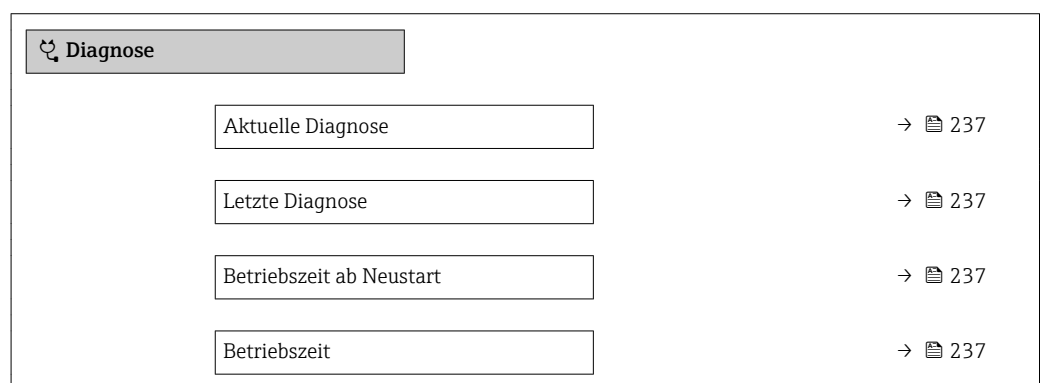 Diagnose
Aktuelle Diagnose → 237
Letzte Diagnose → 237
Betriebszeit ab Neustart → 237
Betriebszeit → 237